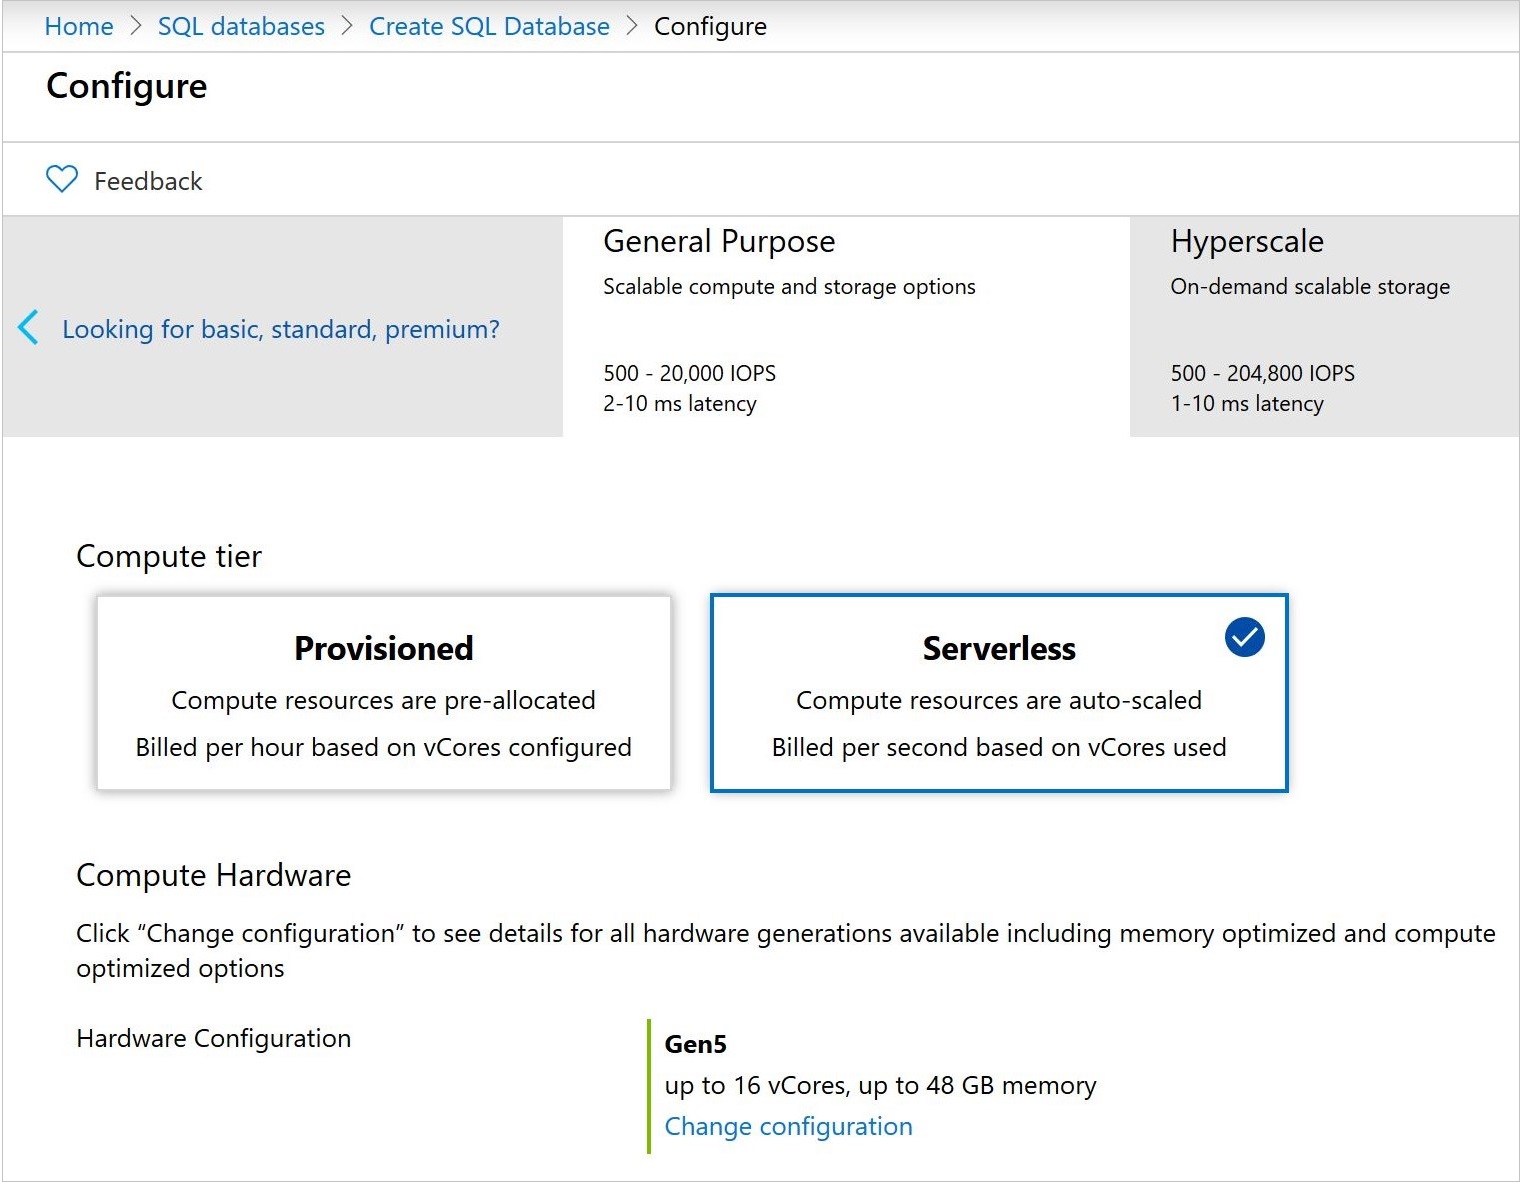 Home > SQL databases > Create SQL Database > Configure
Configure
Feedback
Looking for basic, standard, premium?
General Purpose
Scalable compute and storage options
500 - 20,000 IOPS
2-10 ms latency
Hyperscale
On-demand scalable storage
500 - 204,800 IOPS
1-10 ms latency
Compute tier
Provisioned
Compute resources are pre-allocated
Billed per hour based on vCores configured
Serverless
Compute resources are auto-scaled
Billed per second based on vCores used
Compute Hardware
Click “Change configuration” to see details for all hardware generations available including memory optimized and compute
optimized options
Hardware Configuration
Gen5
up to 16 vCores, up to 48 GB memory
Change configuration